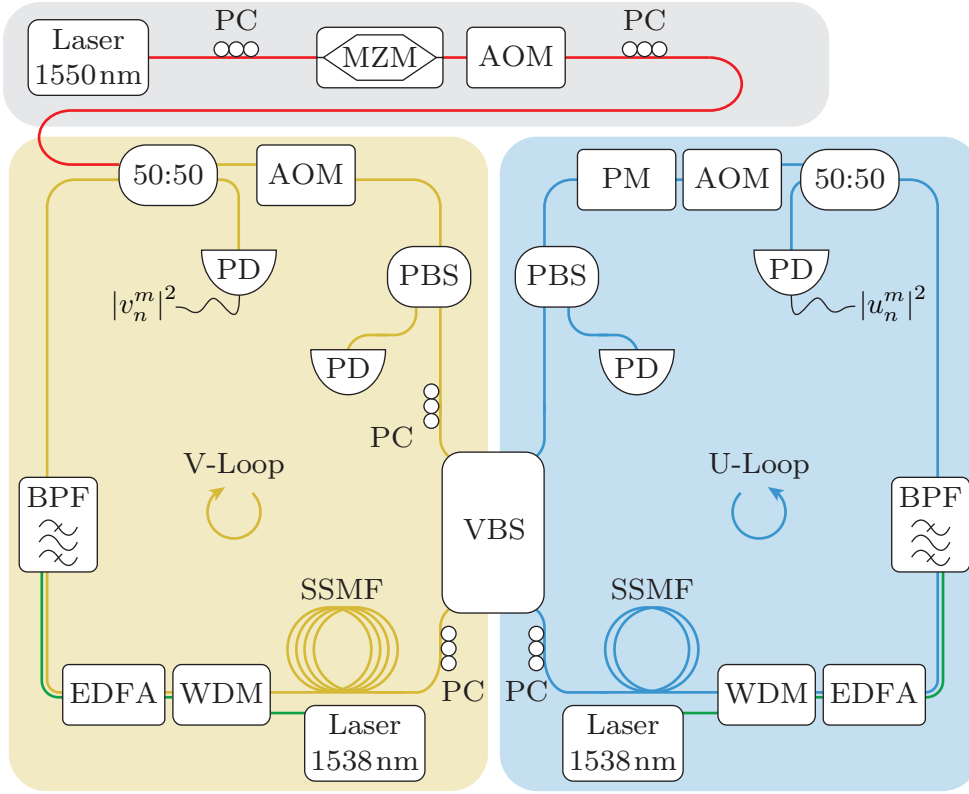 PC
PC
Laser
1550 nm
MZM
AOM
50:50
AOM
PM
AOM
50:50
PD
PBS
PBS
PD
|v_n^m|^2
|u_n^m|^2
PD
PD
PC
V-Loop
U-Loop
BPF
VBS
BPF
SSMF
SSMF
EDFA
WDM
PC
PC
WDM
EDFA
Laser
1538 nm
Laser
1538 nm